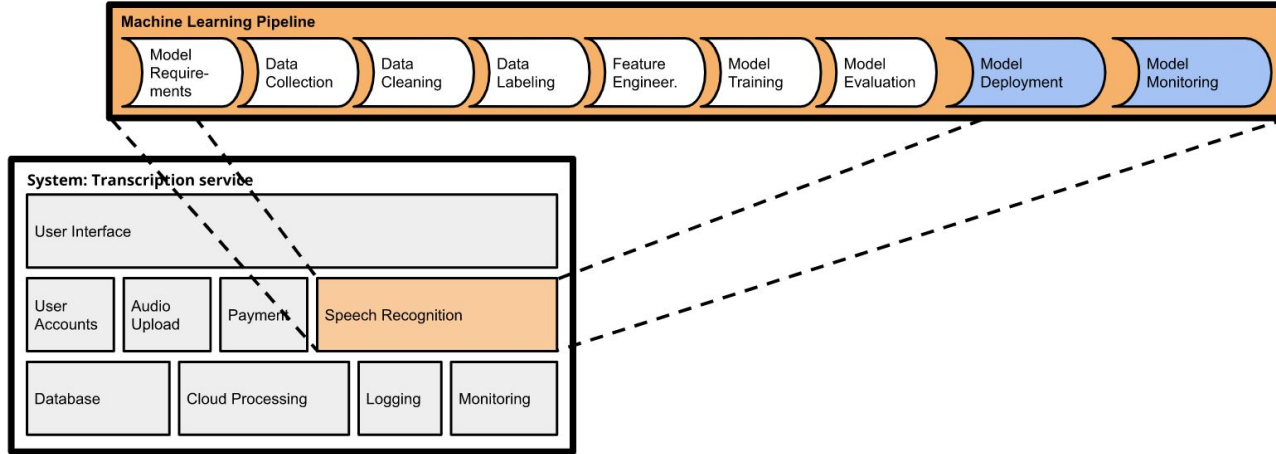 Machine Learning Pipeline
Model
Require-
ments
Data
Collection
Data
Cleaning
Data
Labeling
Feature
Engineer.
Model
Training
Model
Evaluation
Model
Deployment
Model
Monitoring
System: Transcription service
User Interface
User
Accounts
Audio
Upload
Payment
Speech Recognition
Database
Cloud Processing
Logging
Monitoring